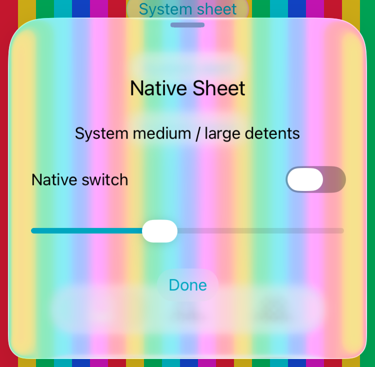 System sheet
Native Sheet
System medium / large detents
Native switch
Done